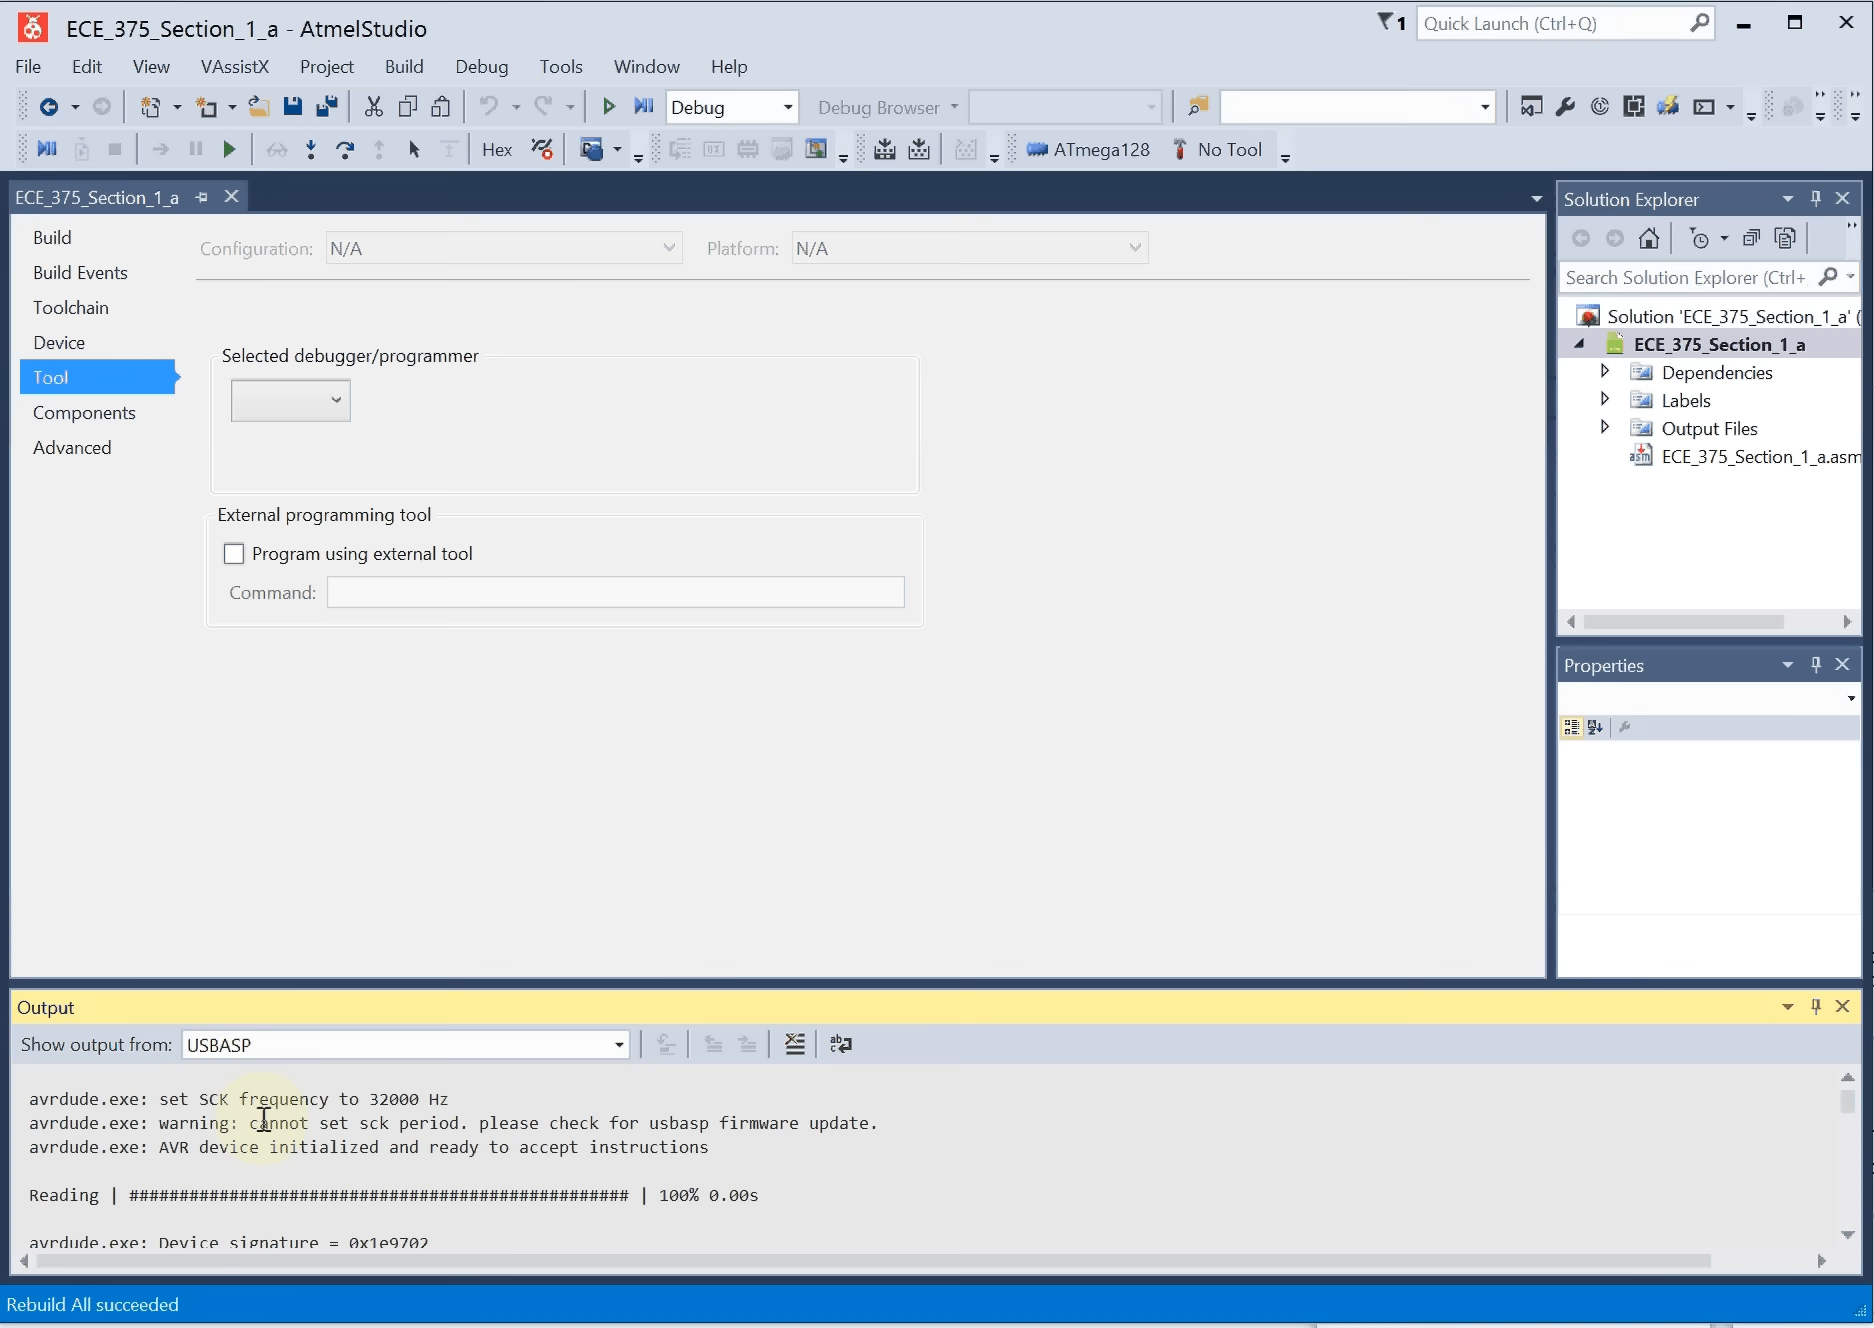 ECE_375_Section_1_a - AtmelStudio
1
Quick Launch (Ctrl+Q)
File Edit View VAssistX Project Build Debug Tools Window Help
Debug Debug Browser
Hex ATmega128 No Tool
ECE_375_Section_1_a
Build
Build Events
Toolchain
Device
Tool
Components
Advanced
Configuration: N/A Platform: N/A
Selected debugger/programmer
External programming tool
Program using external tool
Command:
Solution Explorer
Search Solution Explorer (Ctrl+
Solution 'ECE_375_Section_1_a' (
ECE_375_Section_1_a
Dependencies
Labels
Output Files
asm ECE_375_Section_1_a.asm
Properties
Output
Show output from: USBASP
avrdude.exe: set SCK frequency to 32000 Hz
avrdude.exe: warning: cannot set sck period. please check for usbasp firmware update.
avrdude.exe: AVR device initialized and ready to accept instructions
Reading | ################################################## | 100% 0.00s
avrdude.exe: Device signature = 0x1e9702
Rebuild All succeeded